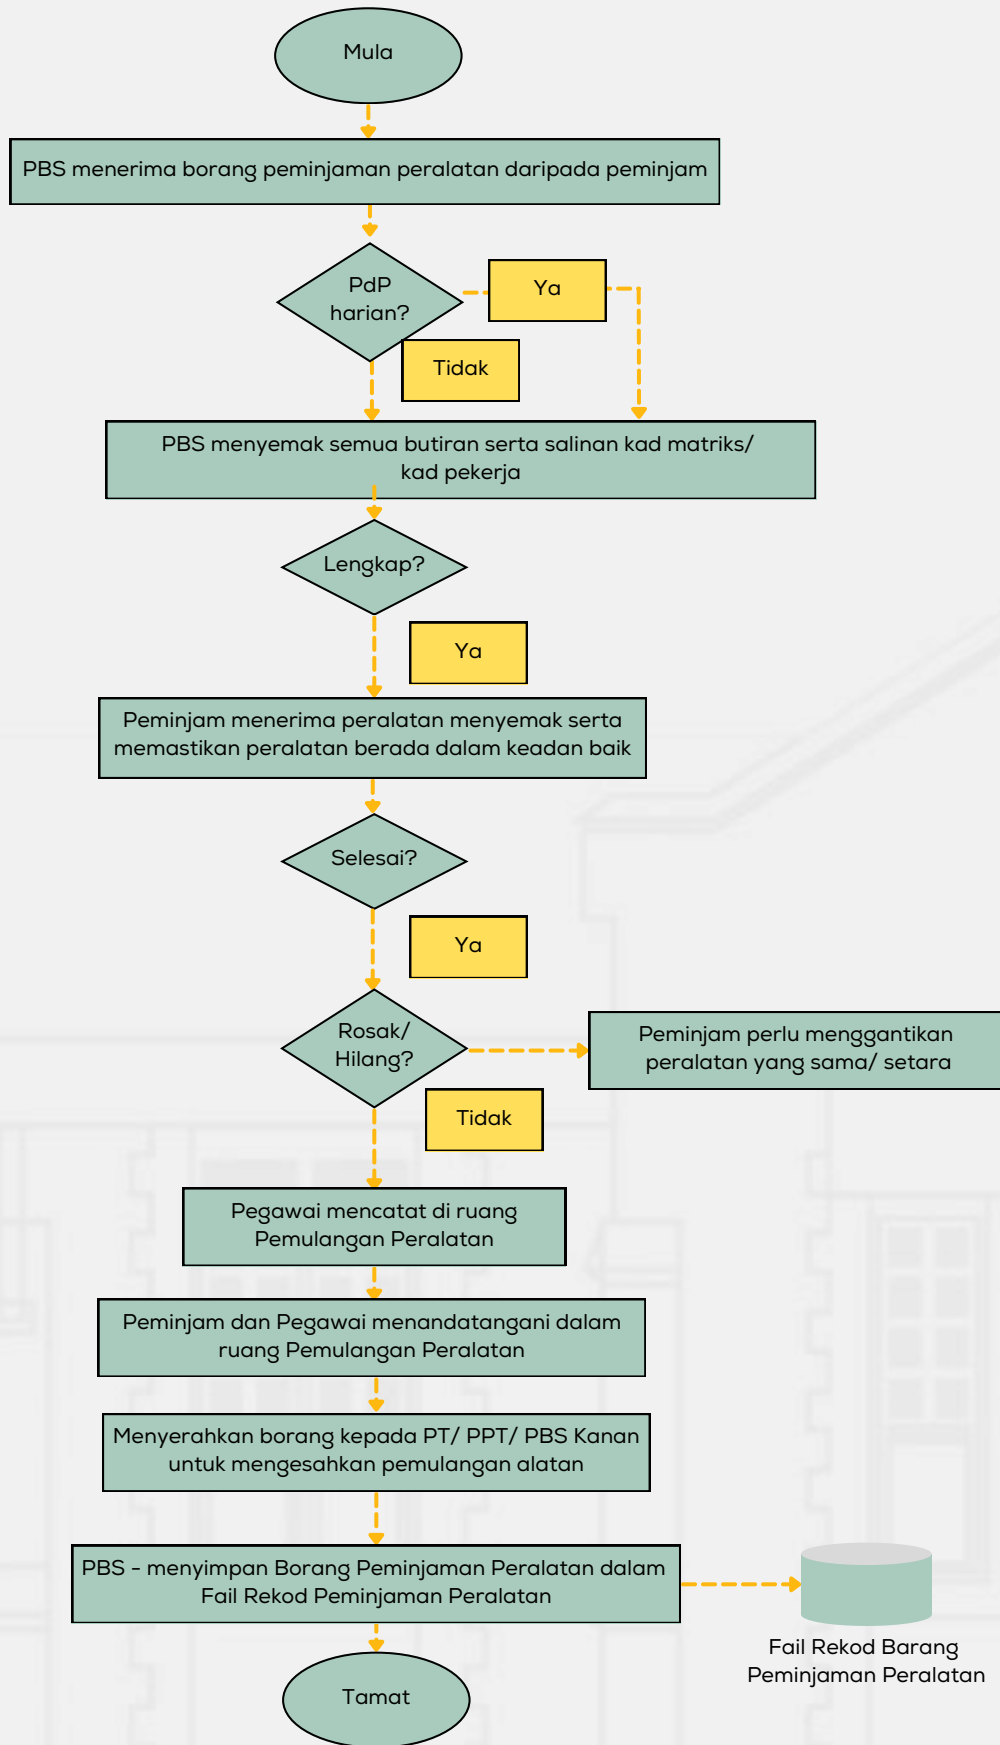 Mula
PBS menerima borang peminjaman peralatan daripada peminjam
PdP
harian?
Ya
Tidak
PBS menyemak semua butiran serta salinan kad matriks/
kad pekerja
Lengkap?
Ya
Peminjam menerima peralatan menyemak serta
memastikan peralatan berada dalam keadan baik
Selesai?
Ya
Rosak/
Hilang?
Peminjam perlu menggantikan
peralatan yang sama/ setara
Tidak
Pegawai mencatat di ruang
Pemulangan Peralatan
Peminjam dan Pegawai menandatangani dalam
ruang Pemulangan Peralatan
Menyerahkan borang kepada PT/ PPT/ PBS Kanan
untuk mengesahkan pemulangan alatan
PBS - menyimpan Borang Peminjaman Peralatan dalam
Fail Rekod Peminjaman Peralatan
Fail Rekod Barang
Peminjaman Peralatan
Tamat